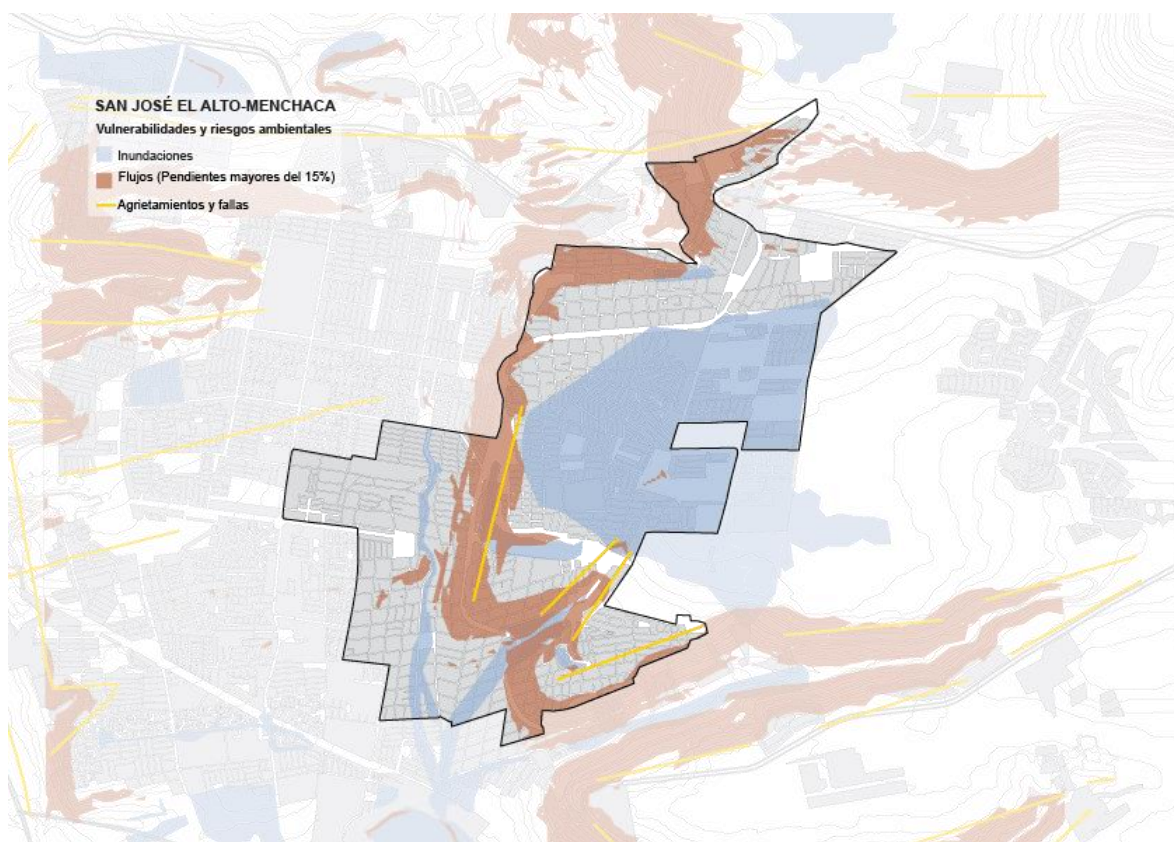 SAN JOSÉ EL ALTO-MENCHACA
Vulnerabilidades y riesgos ambientales
Inundaciones
Flujos (Pendientes mayores del 15%)
Agrietamientos y fallas